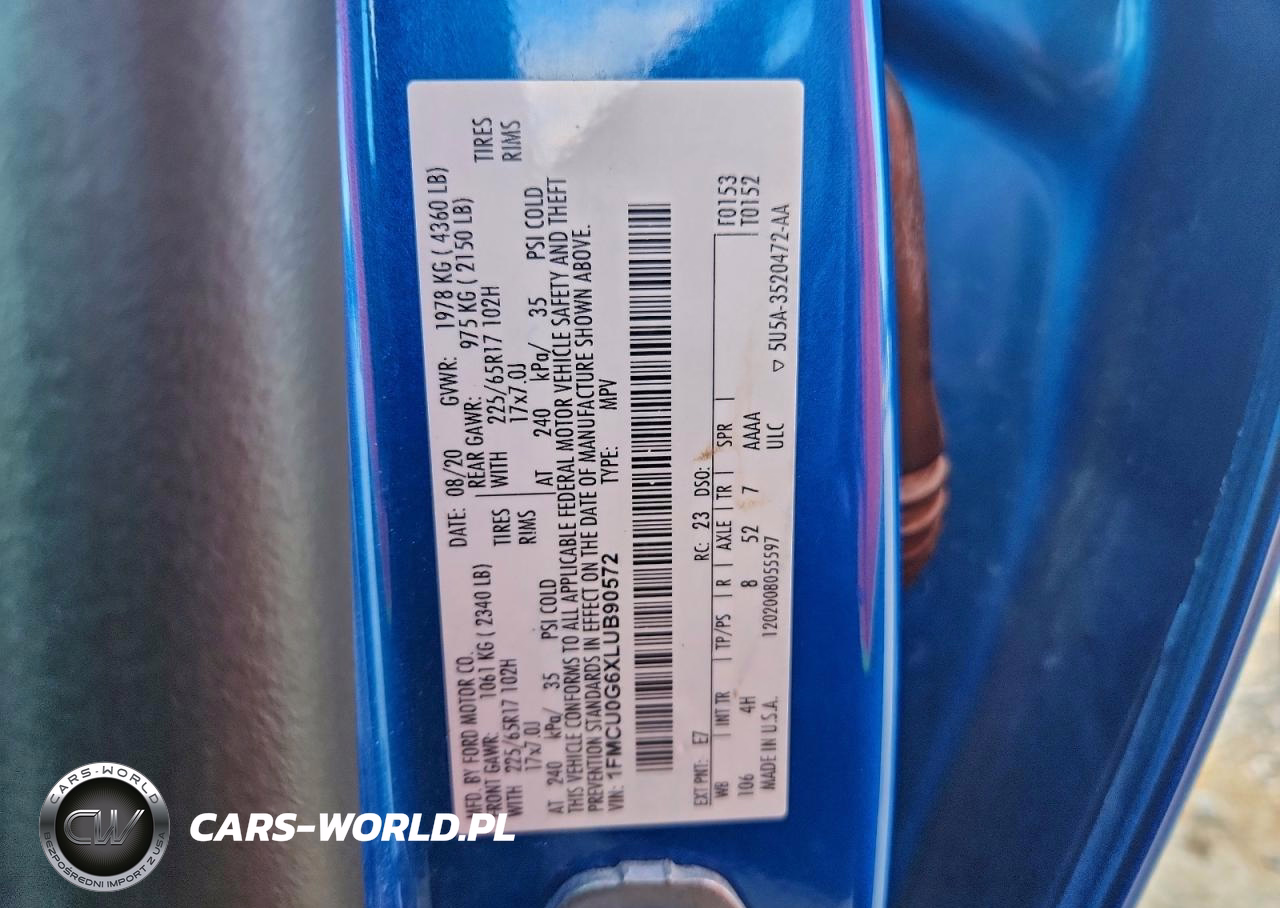 MFD. BY FORD MOTOR CO. DATE: 08/20 GVWR: 1978 KG ( 4360 LB)
FRONT GAWR: 1061 KG ( 2340 LB) REAR GAWR: 975 KG ( 2150 LB)
WITH 225/65R17 102H TIRES WITH 225/65R17 102H TIRES
17x7.0J RIMS 17x7.0J RIMS
AT 240 kPa/ 35 PSI COLD AT 240 kPa/ 35 PSI COLD
THIS VEHICLE CONFORMS TO ALL APPLICABLE FEDERAL MOTOR VEHICLE SAFETY AND THEFT
PREVENTION STANDARDS IN EFFECT ON THE DATE OF MANUFACTURE SHOWN ABOVE.
VIN: 1FMCU0G6XLUB90572 TYPE: MPV
EXT PNT: E7 RC: 23 DSO: F0153
WB INT TR TP/PS R AXLE TR SPR T0152
106 4H 8 52 7 AAAA
MADE IN U.S.A. 1202008055597 ULC 5U5A-3520472-AA
CARS-WORLD
CW
BEZPOŚREDNI IMPORT Z USA
CARS-WORLD.PL